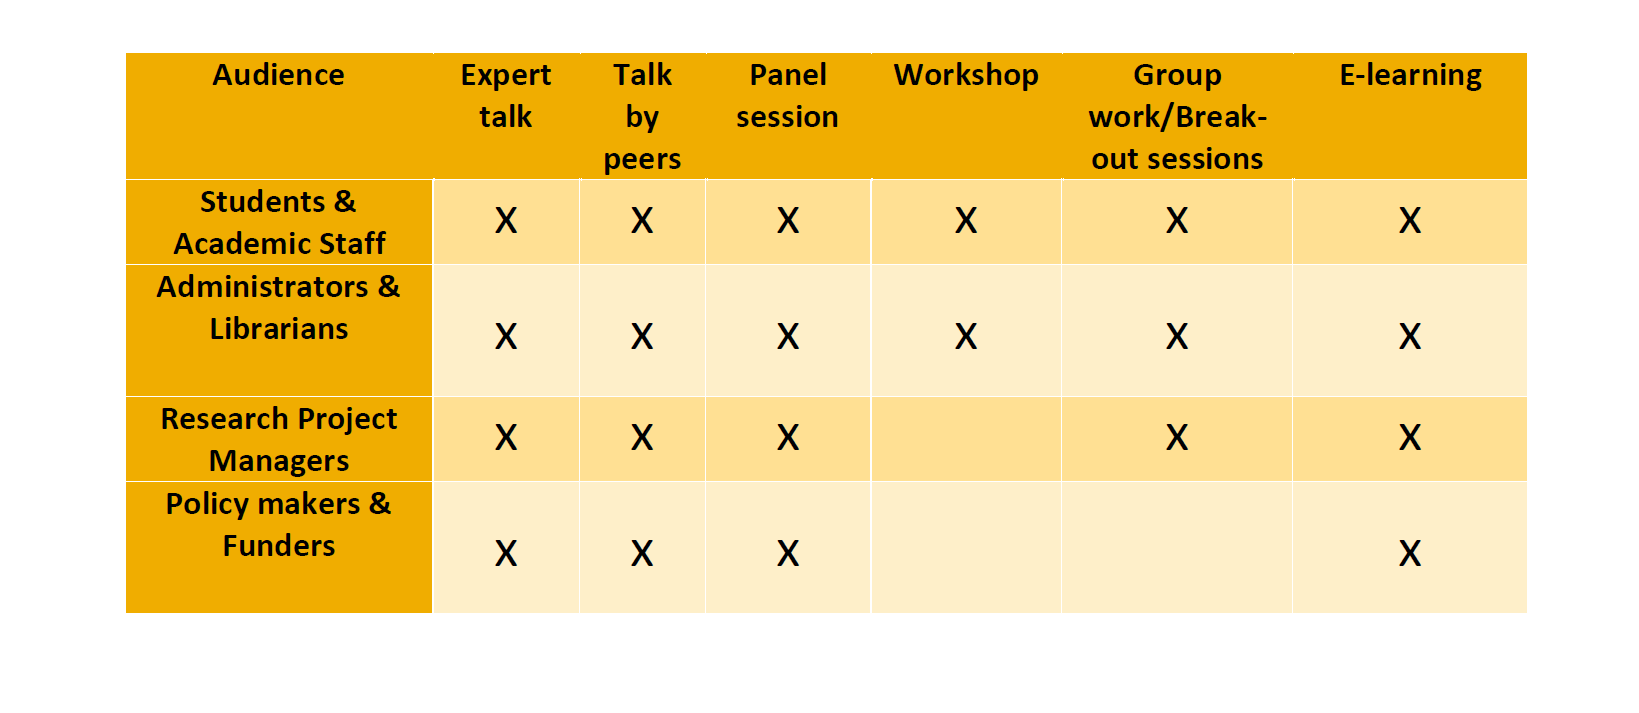 Audience Expert talk Talk by peers Panel session Workshop Group work/Break-out sessions E-learning
Students & Academic Staff X X X X X X
Administrators & Librarians X X X X X X
Research Project Managers X X X X X
Policy makers & Funders X X X X